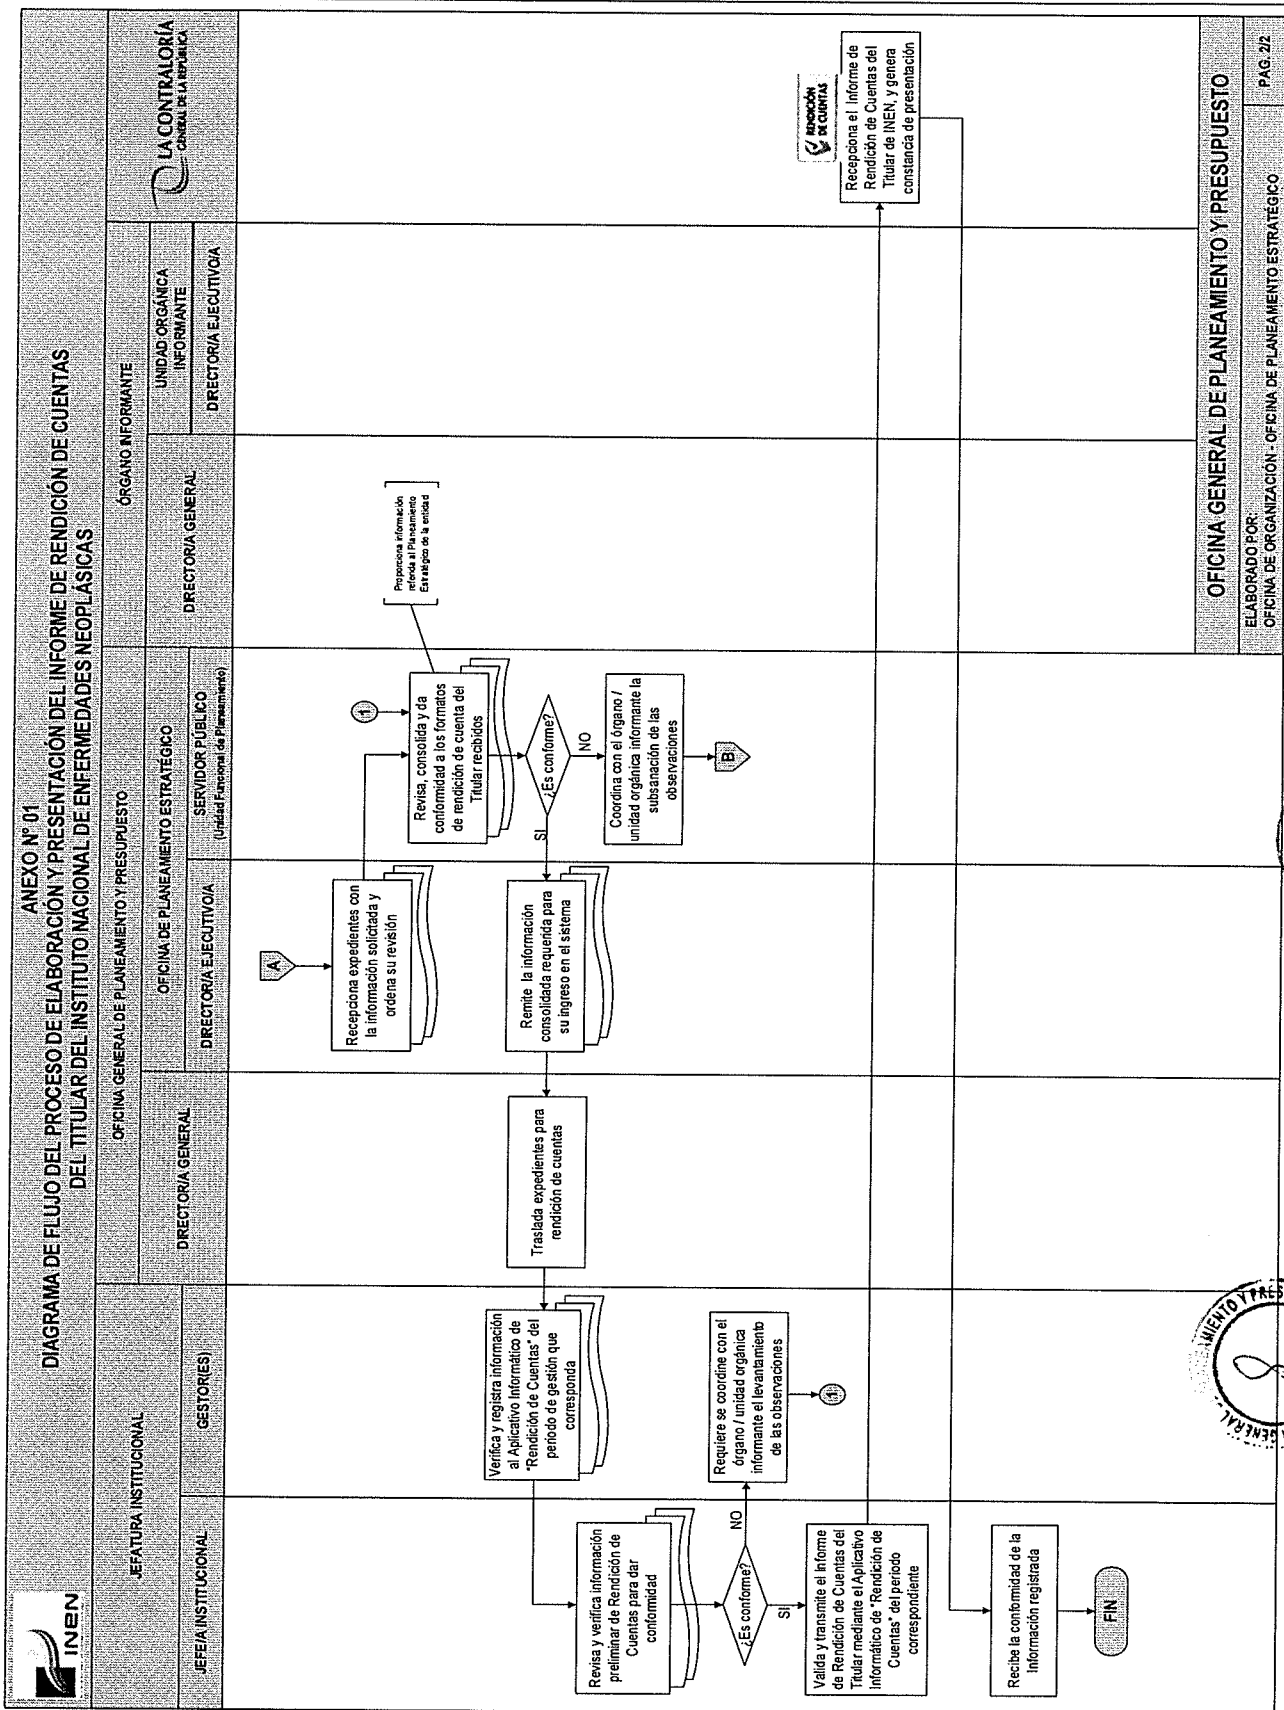 ANEXO N° 01
DIAGRAMA DE FLUJO DEL PROCESO DE ELABORACIÓN Y PRESENTACIÓN DEL INFORME DE RENDICIÓN DE CUENTAS
DEL TITULAR DEL INSTITUTO NACIONAL DE ENFERMEDADES NEOPLÁSICAS
INEN
JEFATURA INSTITUCIONAL
OFICINA GENERAL DE PLANEAMIENTO Y PRESUPUESTO
ÓRGANO INFORMANTE
LA CONTRALORÍA
GENERAL DE LA REPÚBLICA
JEFE/A INSTITUCIONAL
GESTOR(ES)
DIRECTOR/A GENERAL
OFICINA DE PLANEAMIENTO ESTRATÉGICO
DIRECTOR/A EJECUTIVO/A
SERVIDOR PÚBLICO
(Unidad Funcional de Planeamiento)
DIRECTOR/A GENERAL
UNIDAD ORGÁNICA
INFORMANTE
DIRECTOR/A EJECUTIVO/A
A
Recepciona expedientes con
la información solicitada y
ordena su revisión
1
Revisa, consolida y da
conformidad a los formatos
de rendición de cuenta del
Titular recibidos
Proporciona información
referida al Planeamiento
Estratégico de la entidad
¿Es conforme?
SI
NO
Coordina con el órgano /
unidad orgánica informante la
subsanación de las
observaciones
B
Remite la información
consolidada requerida para
su ingreso en el sistema
Traslada expedientes para
rendición de cuentas
Verifica y registra información
al Aplicativo Informático de
"Rendición de Cuentas" del
periodo de gestión que
corresponda
Revisa y verifica información
preliminar de Rendición de
Cuentas para dar
conformidad
¿Es conforme?
NO
SI
Requiere se coordine con el
órgano / unidad orgánica
informante el levantamiento
de las observaciones
1
Valida y transmite el Informe
de Rendición de Cuentas del
Titular mediante el Aplicativo
Informático de "Rendición de
Cuentas" del periodo
correspondiente
RENDICIÓN
DE CUENTAS
Recepciona el Informe de
Rendición de Cuentas del
Titular de INEN, y genera
constancia de presentación
Recibe la conformidad de la
Información registrada
FIN
OFICINA GENERAL DE PLANEAMIENTO Y PRESUPUESTO
ELABORADO POR:
OFICINA DE ORGANIZACIÓN - OFICINA DE PLANEAMIENTO ESTRATÉGICO
PAG. 2/2